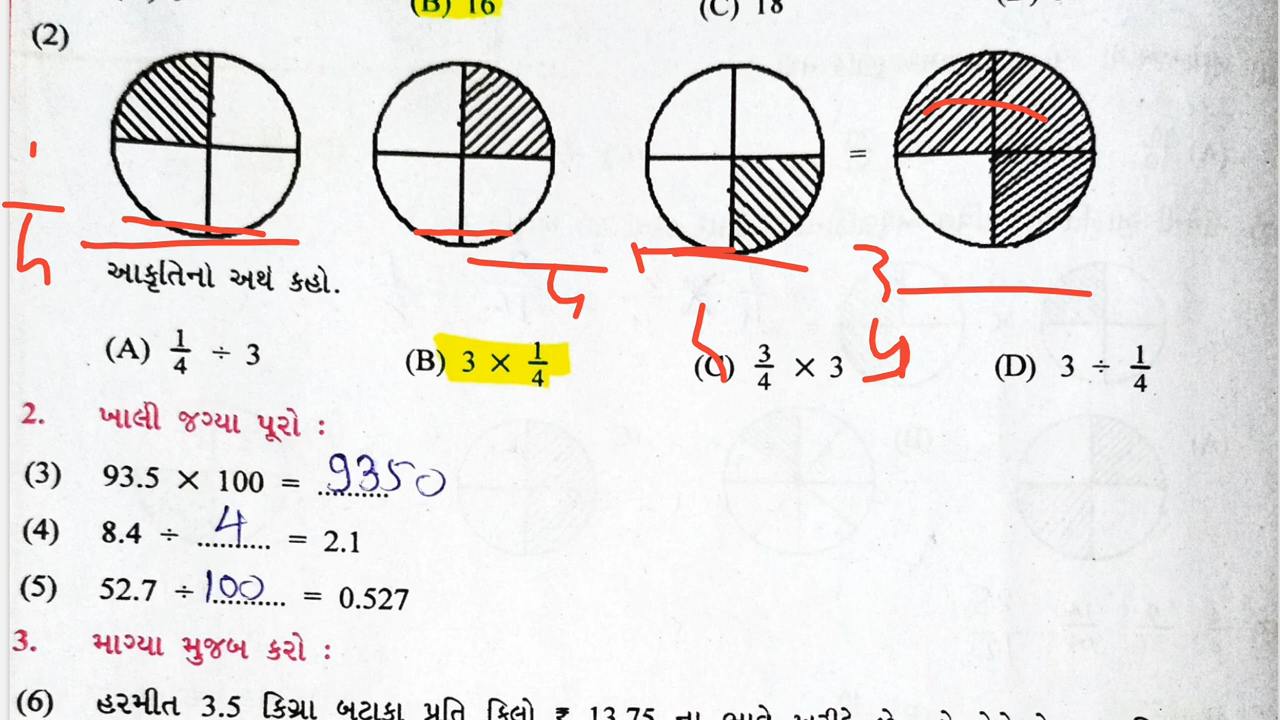 (B) 16 (C) 18
(2)
=
આકૃતિનો અર્થ કહો.
(A) 1/4 ÷ 3 (B) 3 × 1/4 (C) 3/4 × 3 (D) 3 ÷ 1/4
2. ખાલી જગ્યા પૂરો :
(3) 93.5 × 100 = 9350
(4) 8.4 ÷ 4 = 2.1
(5) 52.7 ÷ 100 = 0.527
3. માગ્યા મુજબ કરો :
(6) હરમીત 3.5 કિગ્રા બટાકા પ્રતિ કિલો ₹ 13.75 ના ભાવે